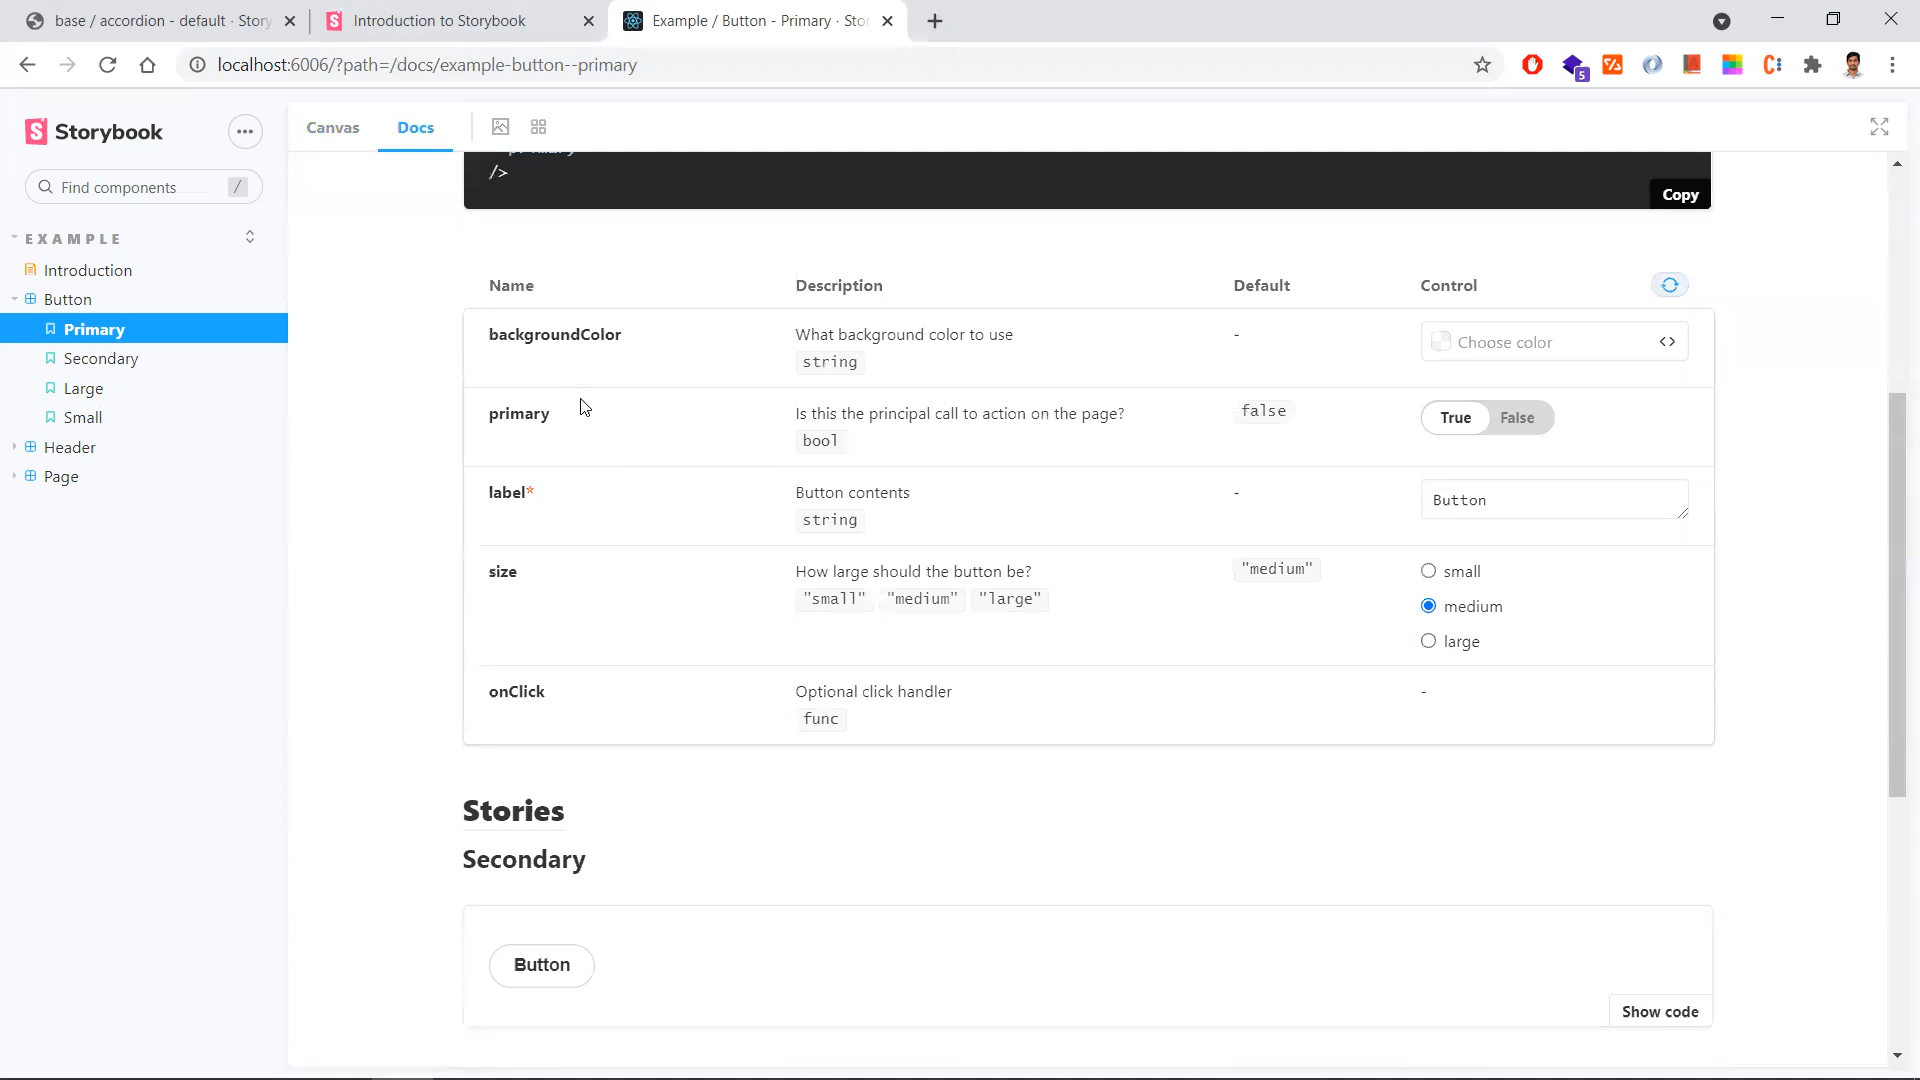 base / accordion - default · Story
Introduction to Storybook
Example / Button - Primary · Sto
localhost:6006/?path=/docs/example-button--primary
5
Storybook
Canvas
Docs
Find components
/
/>
Copy
EXAMPLE
Introduction
Button
Primary
Secondary
Large
Small
Header
Page
Name
Description
Default
Control
backgroundColor
What background color to use
string
-
Choose color
primary
Is this the principal call to action on the page?
bool
false
True
False
label*
Button contents
string
-
Button
size
How large should the button be?
"small" "medium" "large"
"medium"
small
medium
large
onClick
Optional click handler
func
-
Stories
Secondary
Button
Show code